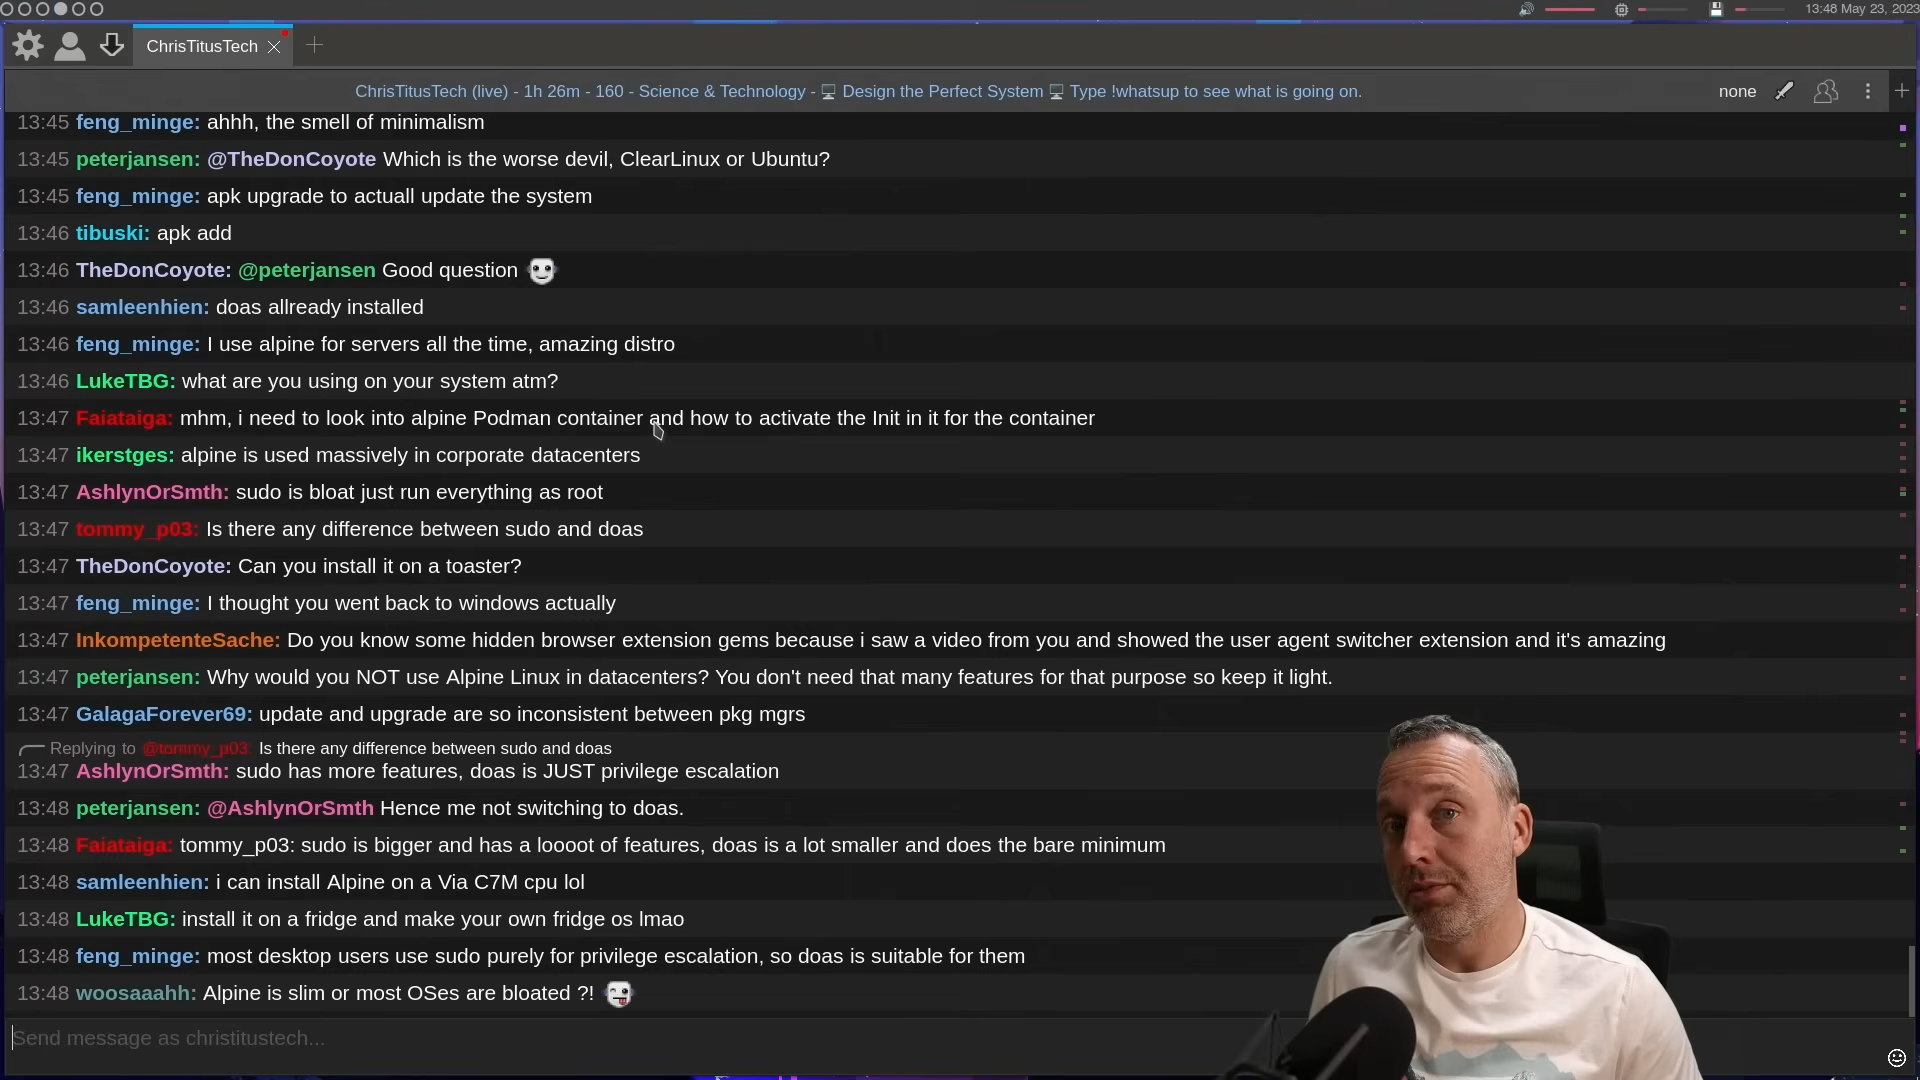 13:48 May 23, 2023
ChrisTitusTech
ChrisTitusTech (live) - 1h 26m - 160 - Science & Technology - 🖥️ Design the Perfect System 🖥️ Type !whatsup to see what is going on.
none
13:45 feng_minge: ahhh, the smell of minimalism
13:45 peterjansen: @TheDonCoyote Which is the worse devil, ClearLinux or Ubuntu?
13:45 feng_minge: apk upgrade to actuall update the system
13:46 tibuski: apk add
13:46 TheDonCoyote: @peterjansen Good question
13:46 samleenhien: doas allready installed
13:46 feng_minge: I use alpine for servers all the time, amazing distro
13:46 LukeTBG: what are you using on your system atm?
13:47 Faiataiga: mhm, i need to look into alpine Podman container and how to activate the Init in it for the container
13:47 ikerstges: alpine is used massively in corporate datacenters
13:47 AshlynOrSmth: sudo is bloat just run everything as root
13:47 tommy_p03: Is there any difference between sudo and doas
13:47 TheDonCoyote: Can you install it on a toaster?
13:47 feng_minge: I thought you went back to windows actually
13:47 InkompetenteSache: Do you know some hidden browser extension gems because i saw a video from you and showed the user agent switcher extension and it's amazing
13:47 peterjansen: Why would you NOT use Alpine Linux in datacenters? You don't need that many features for that purpose so keep it light.
13:47 GalagaForever69: update and upgrade are so inconsistent between pkg mgrs
Replying to @tommy_p03: Is there any difference between sudo and doas
13:47 AshlynOrSmth: sudo has more features, doas is JUST privilege escalation
13:48 peterjansen: @AshlynOrSmth Hence me not switching to doas.
13:48 Faiataiga: tommy_p03: sudo is bigger and has a loooot of features, doas is a lot smaller and does the bare minimum
13:48 samleenhien: i can install Alpine on a Via C7M cpu lol
13:48 LukeTBG: install it on a fridge and make your own fridge os lmao
13:48 feng_minge: most desktop users use sudo purely for privilege escalation, so doas is suitable for them
13:48 woosaaahh: Alpine is slim or most OSes are bloated ?!
Send message as christitustech...